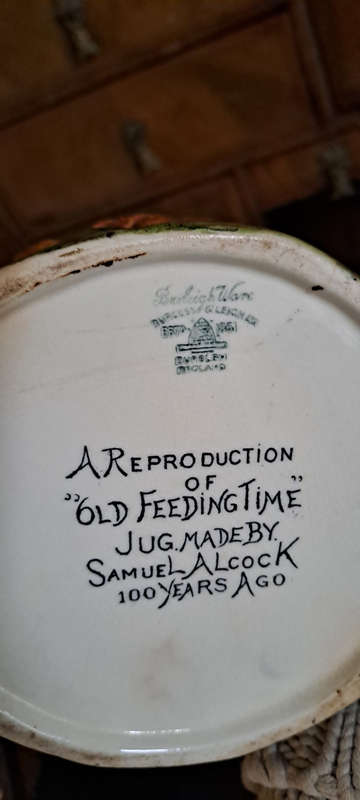 Burleigh Ware
BURGESS & LEIGH LTD
ESTD 1851
BURSLEM
ENGLAND
A REPRODUCTION
OF
"OLD FEEDING TIME"
JUG. MADE BY.
SAMUEL ALCOCK
100 YEARS AGO